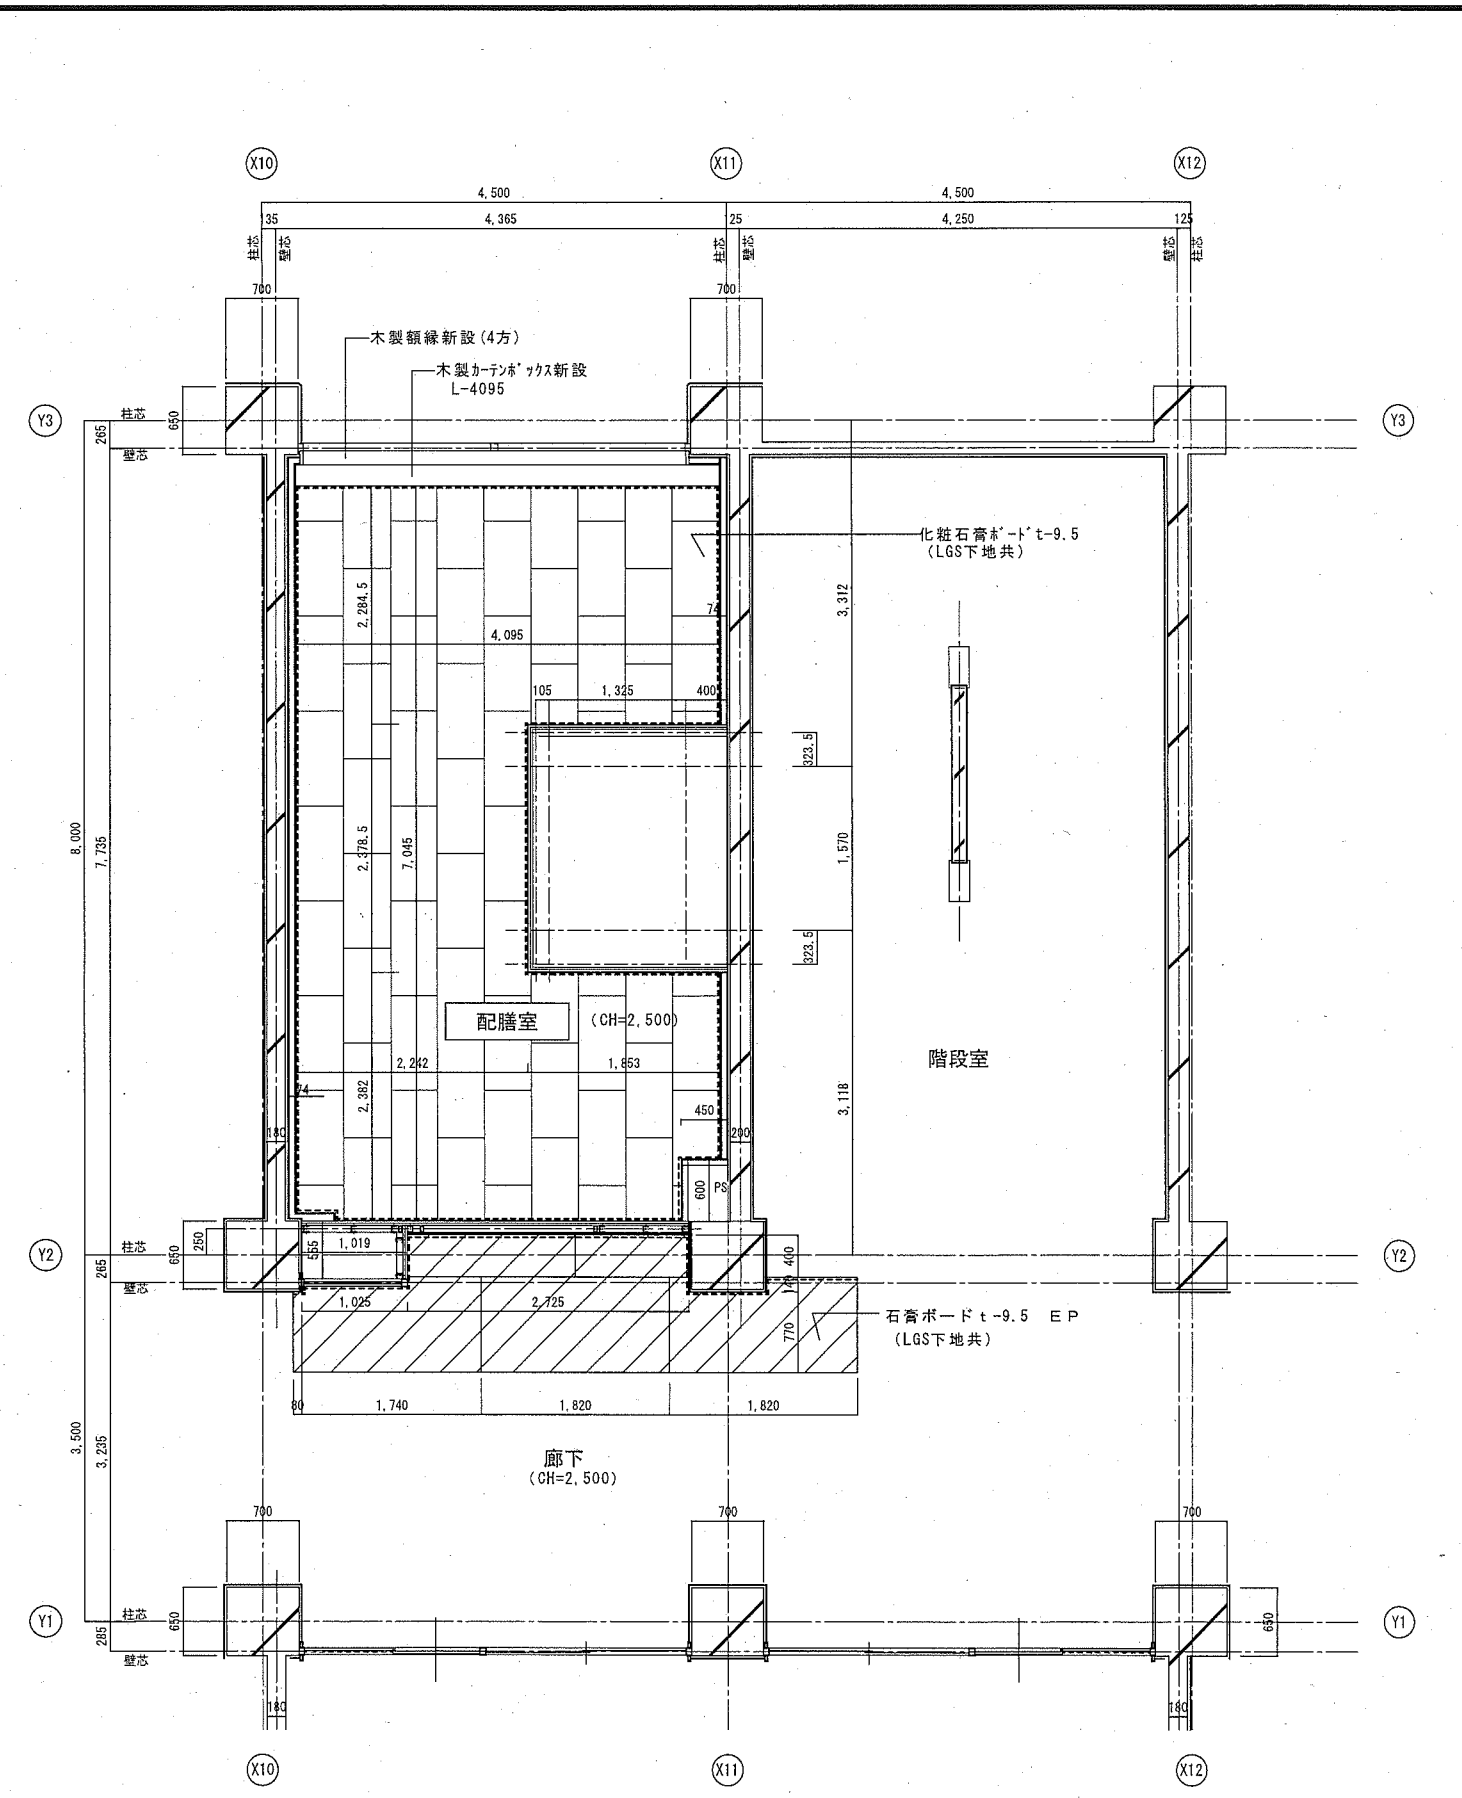 X10
X11
X12
4,500
4,500
135
4,365
125
4,250
125
柱芯
壁芯
柱芯
壁芯
壁芯
柱芯
700
700
木製額縁新設(4方)
木製ｶｰﾃﾝﾎﾞｯｸｽ新設
L-4095
Y3
柱芯
650
Y3
265
壁芯
化粧石膏ﾎﾞｰﾄﾞt-9.5
(LGS下地共)
2,284.5
3,312
74
4,095
105
1,325
400
323.5
8,000
7,735
2,378.5
7,045
1,570
323.5
配膳室
(CH=2,500)
階段室
2,242
1,853
74
2,382
3,118
450
180
200
600
PS
Y2
柱芯
650
250
555
1,019
400
Y2
265
壁芯
145
1,025
2,725
石膏ボードｔ-9.5 ＥＰ
(LGS下地共)
770
80
1,740
1,820
1,820
3,500
3,235
廊下
(CH=2,500)
700
700
700
Y1
柱芯
650
650
Y1
285
壁芯
180
180
X10
X11
X12